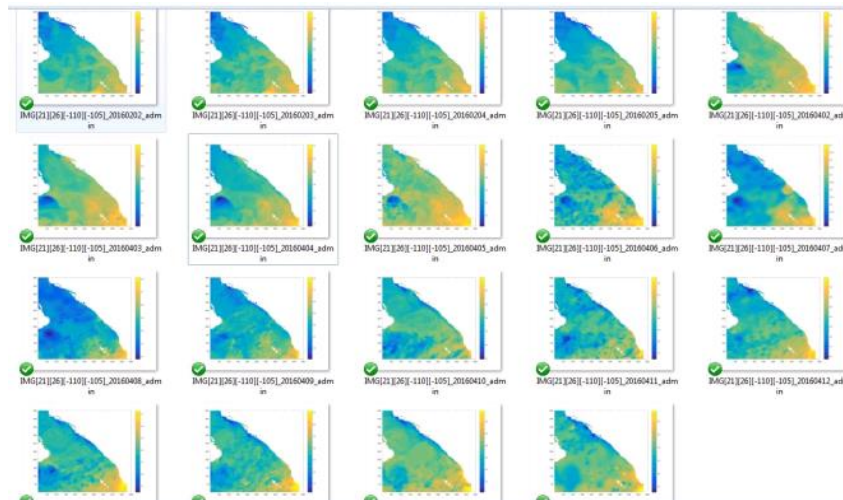 IMG[21][26][-110][-105]_20160202_adm
in
IMG[21][26][-110][-105]_20160203_adm
in
IMG[21][26][-110][-105]_20160204_adm
in
IMG[21][26][-110][-105]_20160205_adm
in
IMG[21][26][-110][-105]_20160402_adm
in
IMG[21][26][-110][-105]_20160403_adm
in
IMG[21][26][-110][-105]_20160404_adm
in
IMG[21][26][-110][-105]_20160405_adm
in
IMG[21][26][-110][-105]_20160406_adm
in
IMG[21][26][-110][-105]_20160407_adm
in
IMG[21][26][-110][-105]_20160408_adm
in
IMG[21][26][-110][-105]_20160409_adm
in
IMG[21][26][-110][-105]_20160410_adm
in
IMG[21][26][-110][-105]_20160411_adm
in
IMG[21][26][-110][-105]_20160412_adm
in